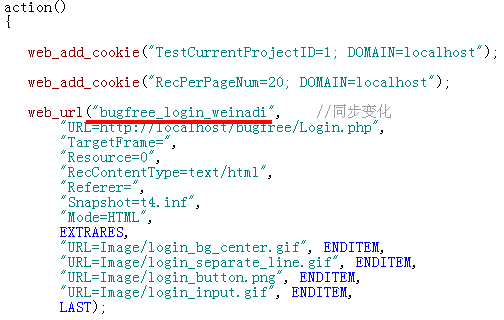 action()
{
web_add_cookie("TestCurrentProjectID=1; DOMAIN=localhost");
web_add_cookie("RecPerPageNum=20; DOMAIN=localhost");
web_url("bugfree_login_weinadi", //同步变化
"URL=http://localhost/bugfree/Login.php",
"TargetFrame=",
"Resource=0",
"RecContentType=text/html",
"Referer=",
"Snapshot=t4.inf",
"Mode=HTML",
EXTRARES,
"URL=Image/login_bg_center.gif", ENDITEM,
"URL=Image/login_separate_line.gif", ENDITEM,
"URL=Image/login_button.png", ENDITEM,
"URL=Image/login_input.gif", ENDITEM,
LAST);